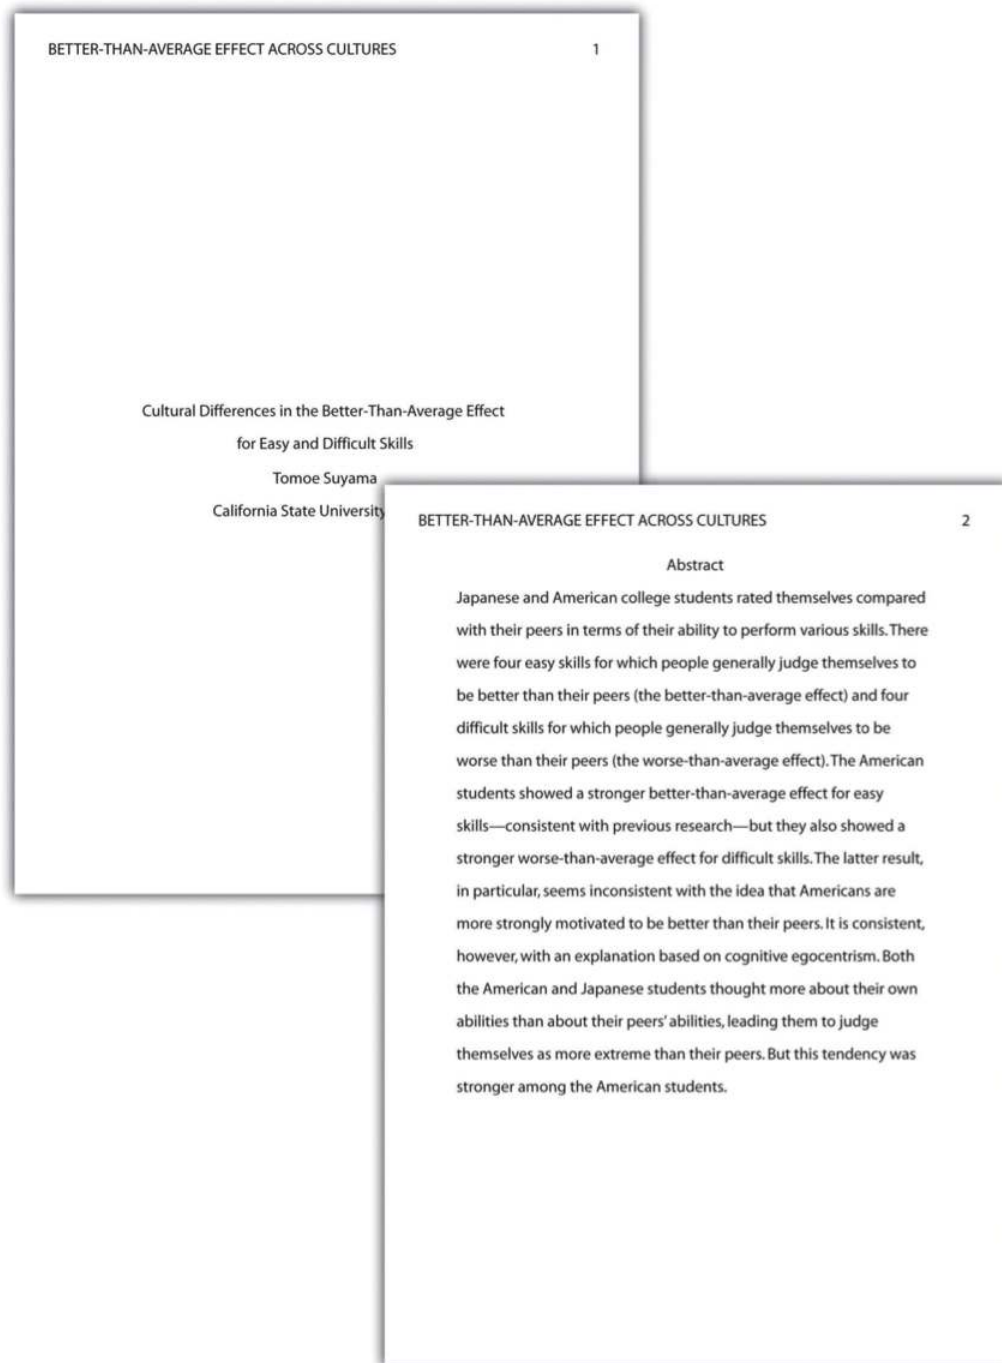 BETTER-THAN-AVERAGE EFFECT ACROSS CULTURES 1
Cultural Differences in the Better-Than-Average Effect
for Easy and Difficult Skills
Tomoe Suyama
California State University
BETTER-THAN-AVERAGE EFFECT ACROSS CULTURES 2
Abstract
Japanese and American college students rated themselves compared
with their peers in terms of their ability to perform various skills. There
were four easy skills for which people generally judge themselves to
be better than their peers (the better-than-average effect) and four
difficult skills for which people generally judge themselves to be
worse than their peers (the worse-than-average effect). The American
students showed a stronger better-than-average effect for easy
skills—consistent with previous research—but they also showed a
stronger worse-than-average effect for difficult skills. The latter result,
in particular, seems inconsistent with the idea that Americans are
more strongly motivated to be better than their peers. It is consistent,
however, with an explanation based on cognitive egocentrism. Both
the American and Japanese students thought more about their own
abilities than about their peers' abilities, leading them to judge
themselves as more extreme than their peers. But this tendency was
stronger among the American students.